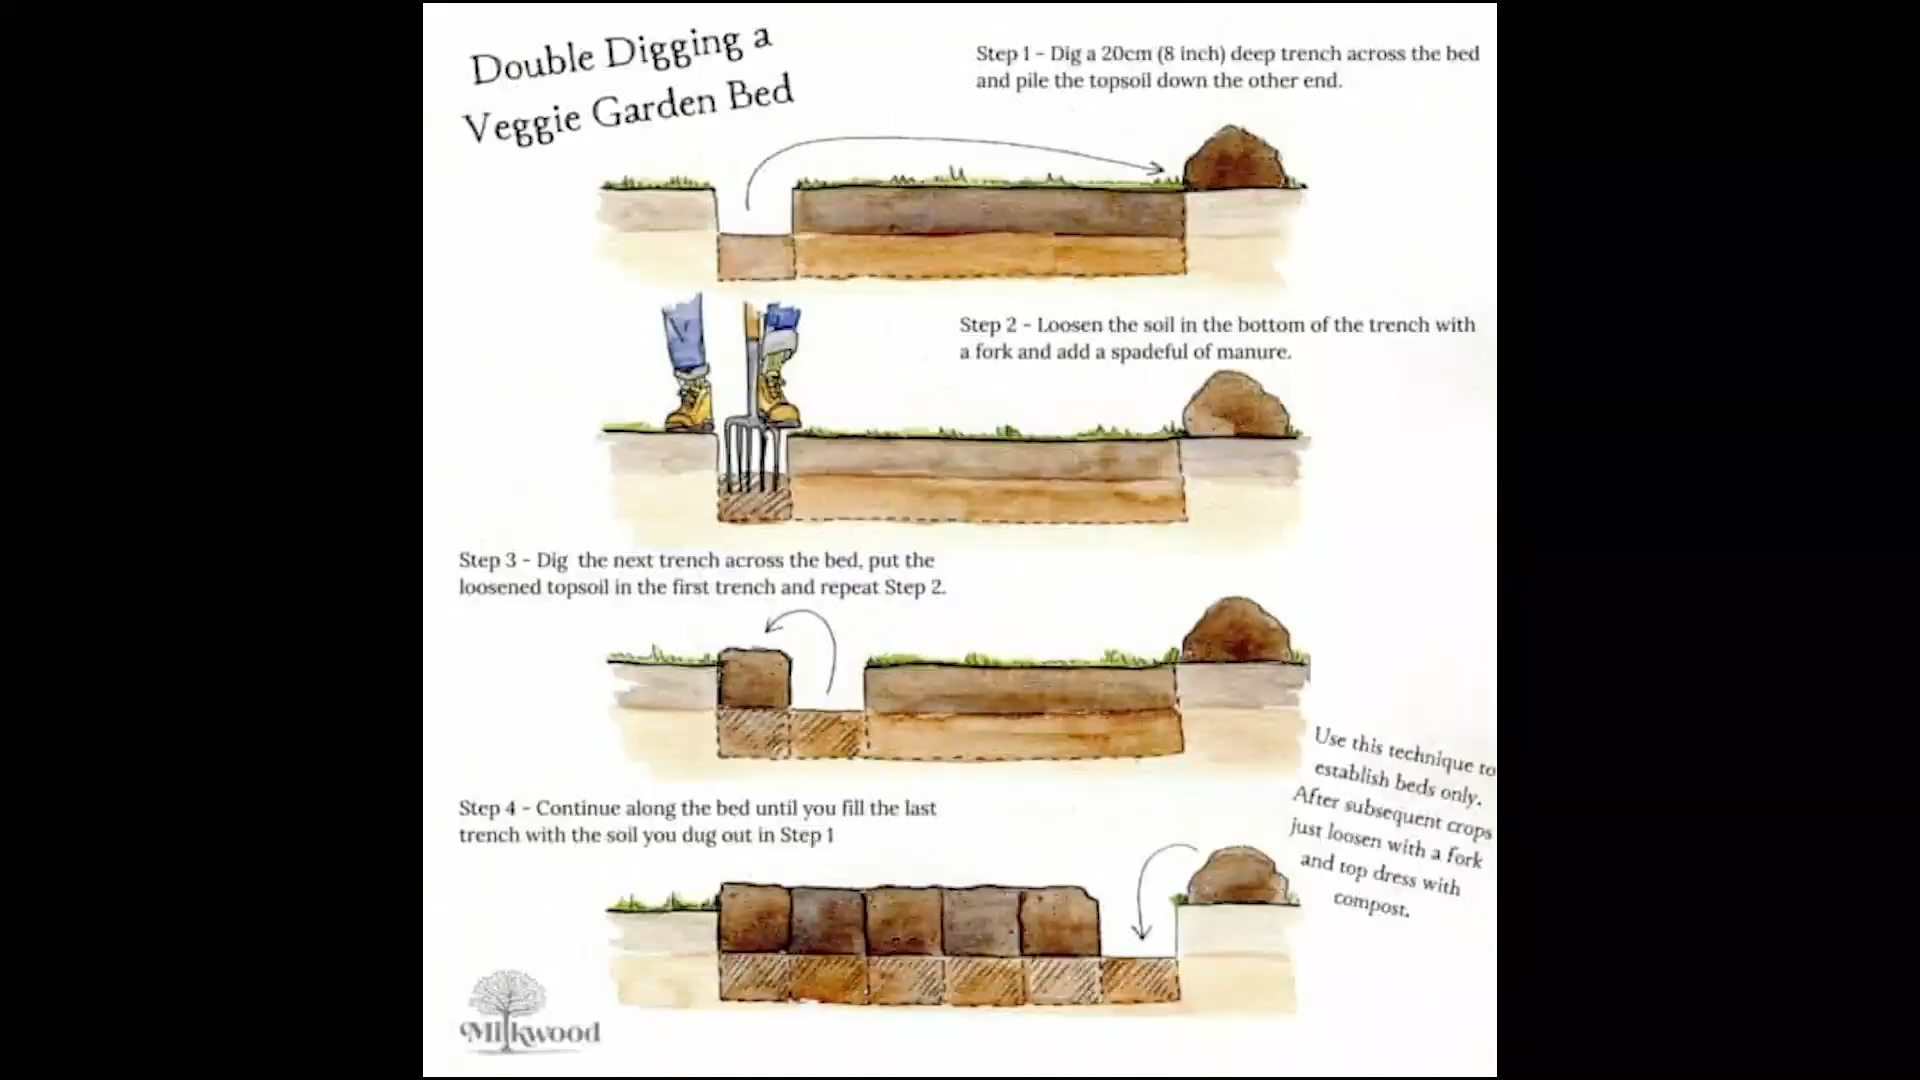 Double Digging a
Veggie Garden Bed
Step 1 - Dig a 20cm (8 inch) deep trench across the bed
and pile the topsoil down the other end.
Step 2 - Loosen the soil in the bottom of the trench with
a fork and add a spadeful of manure.
Step 3 - Dig the next trench across the bed, put the
loosened topsoil in the first trench and repeat Step 2.
Step 4 - Continue along the bed until you fill the last
trench with the soil you dug out in Step 1
Use this technique to
establish beds only.
After subsequent crops
just loosen with a fork
and top dress with
compost.
Milkwood